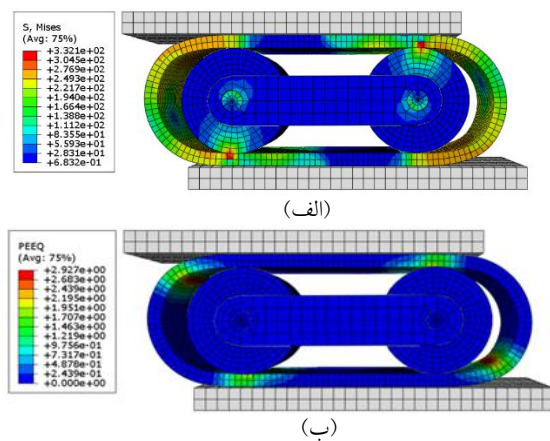 S, Mises
(Avg: 75%)
+3.321e+02
+3.045e+02
+2.769e+02
+2.493e+02
+2.217e+02
+1.940e+02
+1.664e+02
+1.388e+02
+1.112e+02
+8.355e+01
+5.593e+01
+2.831e+01
+6.832e-01
(الف)
PEEQ
(Avg: 75%)
+2.927e+00
+2.683e+00
+2.439e+00
+2.195e+00
+1.951e+00
+1.707e+00
+1.463e+00
+1.219e+00
+9.756e-01
+7.317e-01
+4.878e-01
+2.439e-01
+0.000e+00
(ب)